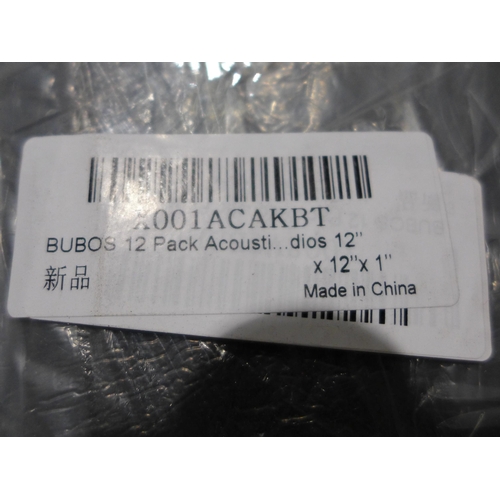 X001ACAKBT
BUBOS 12 Pack Acousti...dios 12"
x 12"x 1"
新品
Made in China